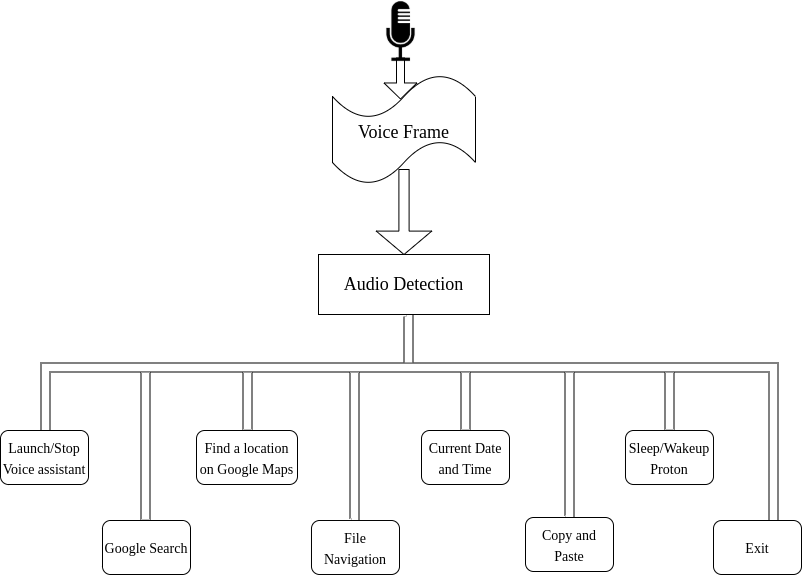 Voice Frame
Audio Detection
Launch/Stop
Voice assistant
Find a location
on Google Maps
Current Date
and Time
Sleep/Wakeup
Proton
Google Search
File
Navigation
Copy and
Paste
Exit